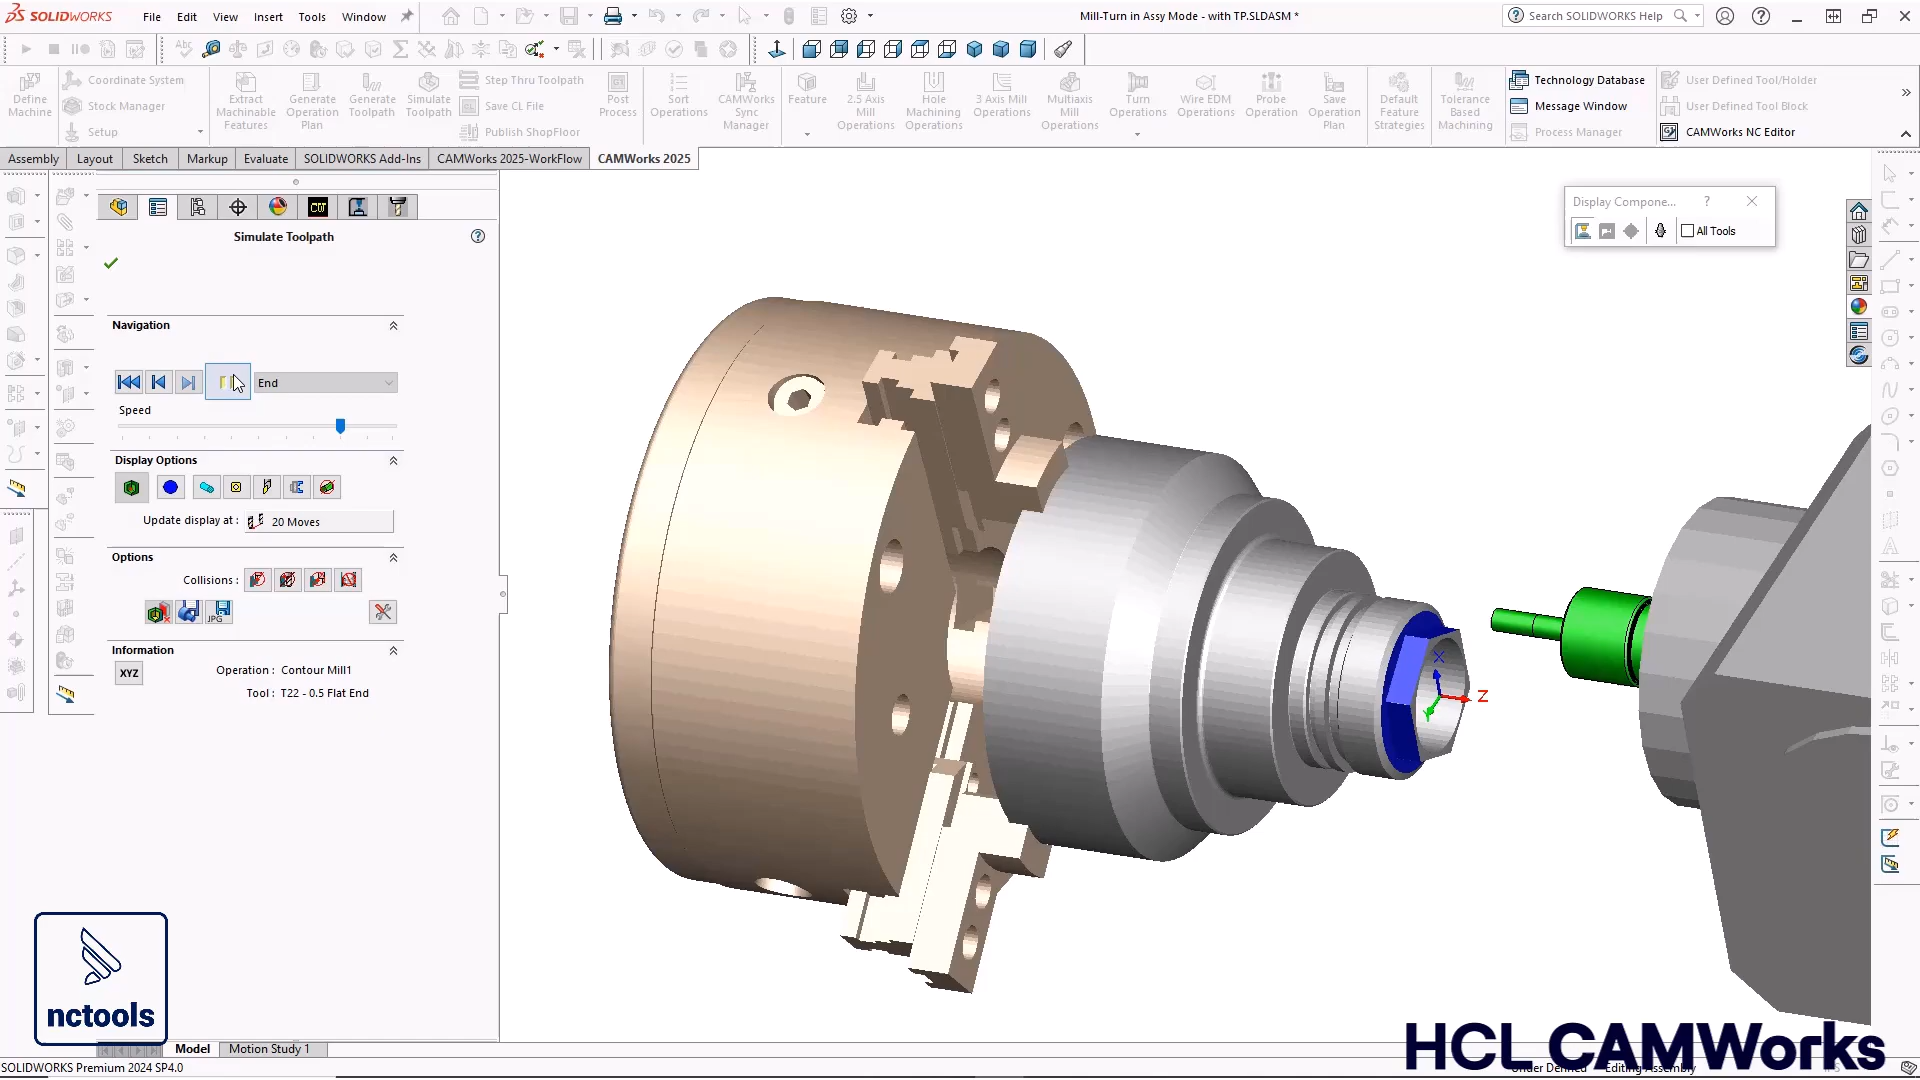 SOLIDWORKS
File Edit View Insert Tools Window
Mill-Turn in Assy Mode - with TP.SLDASM *
Search SOLIDWORKS Help
Define Machine
Coordinate System
Stock Manager
Setup
Extract Machinable Features
Generate Operation Plan
Generate Toolpath
Simulate Toolpath
Step Thru Toolpath
Save CL File
Publish ShopFloor
Post Process
Sort Operations
CAMWorks Sync Manager
Feature
2.5 Axis Mill Operations
Hole Machining Operations
3 Axis Mill Operations
Multiaxis Mill Operations
Turn Operations
Wire EDM Operations
Probe Operation
Save Operation Plan
Default Feature Strategies
Tolerance Based Machining
Technology Database
Message Window
Process Manager
User Defined Tool/Holder
User Defined Tool Block
CAMWorks NC Editor
Assembly Layout Sketch Markup Evaluate SOLIDWORKS Add-Ins CAMWorks 2025-WorkFlow CAMWorks 2025
CW
Simulate Toolpath
Display Compone... ?
All Tools
Navigation
End
Speed
Display Options
Update display at : 20 Moves
Options
Collisions :
JPG
Information
XYZ
Operation : Contour Mill1
Tool : T22 - 0.5 Flat End
X
Y
Z
nctools
Model Motion Study 1
HCL CAMWorks
SOLIDWORKS Premium 2024 SP4.0
Under Defined Editing Assembly